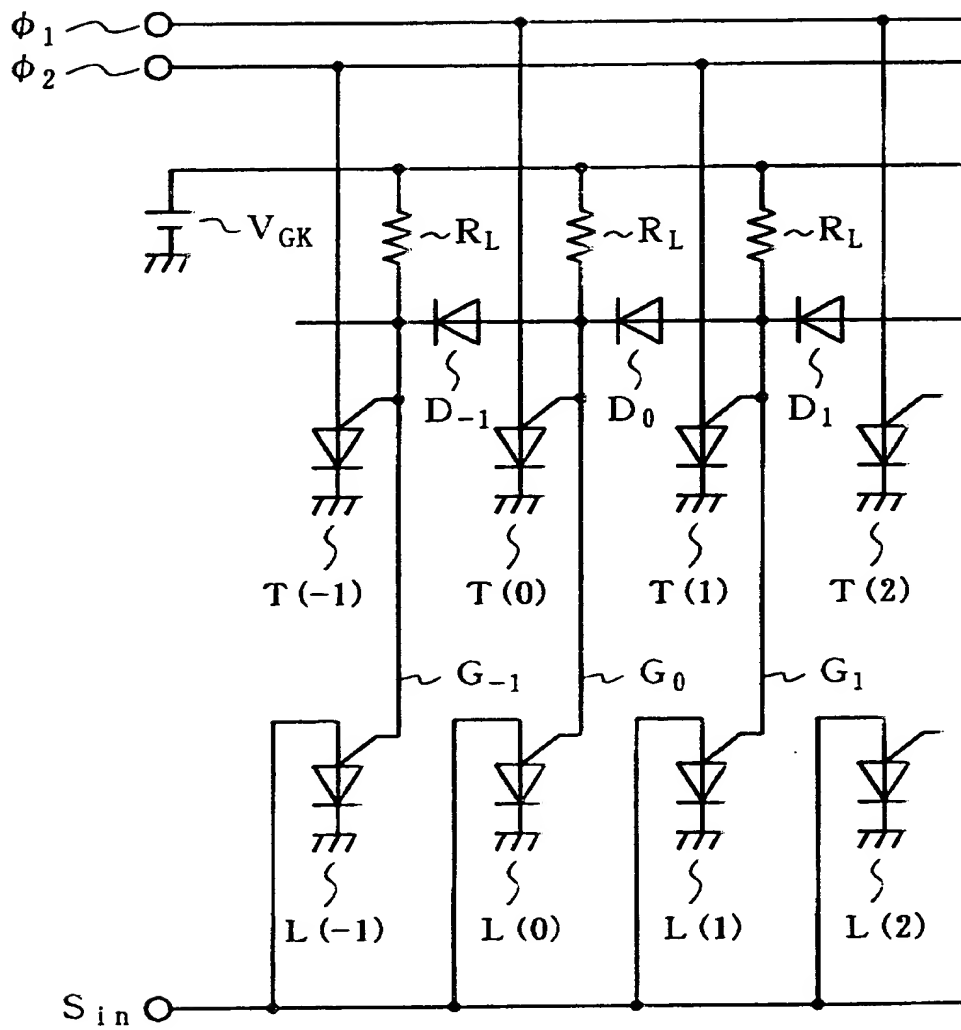 ϕ1
ϕ2
VGK
RL RL RL
D-1 D0 D1
T(-1) T(0) T(1) T(2)
G-1 G0 G1
L(-1) L(0) L(1) L(2)
Sin